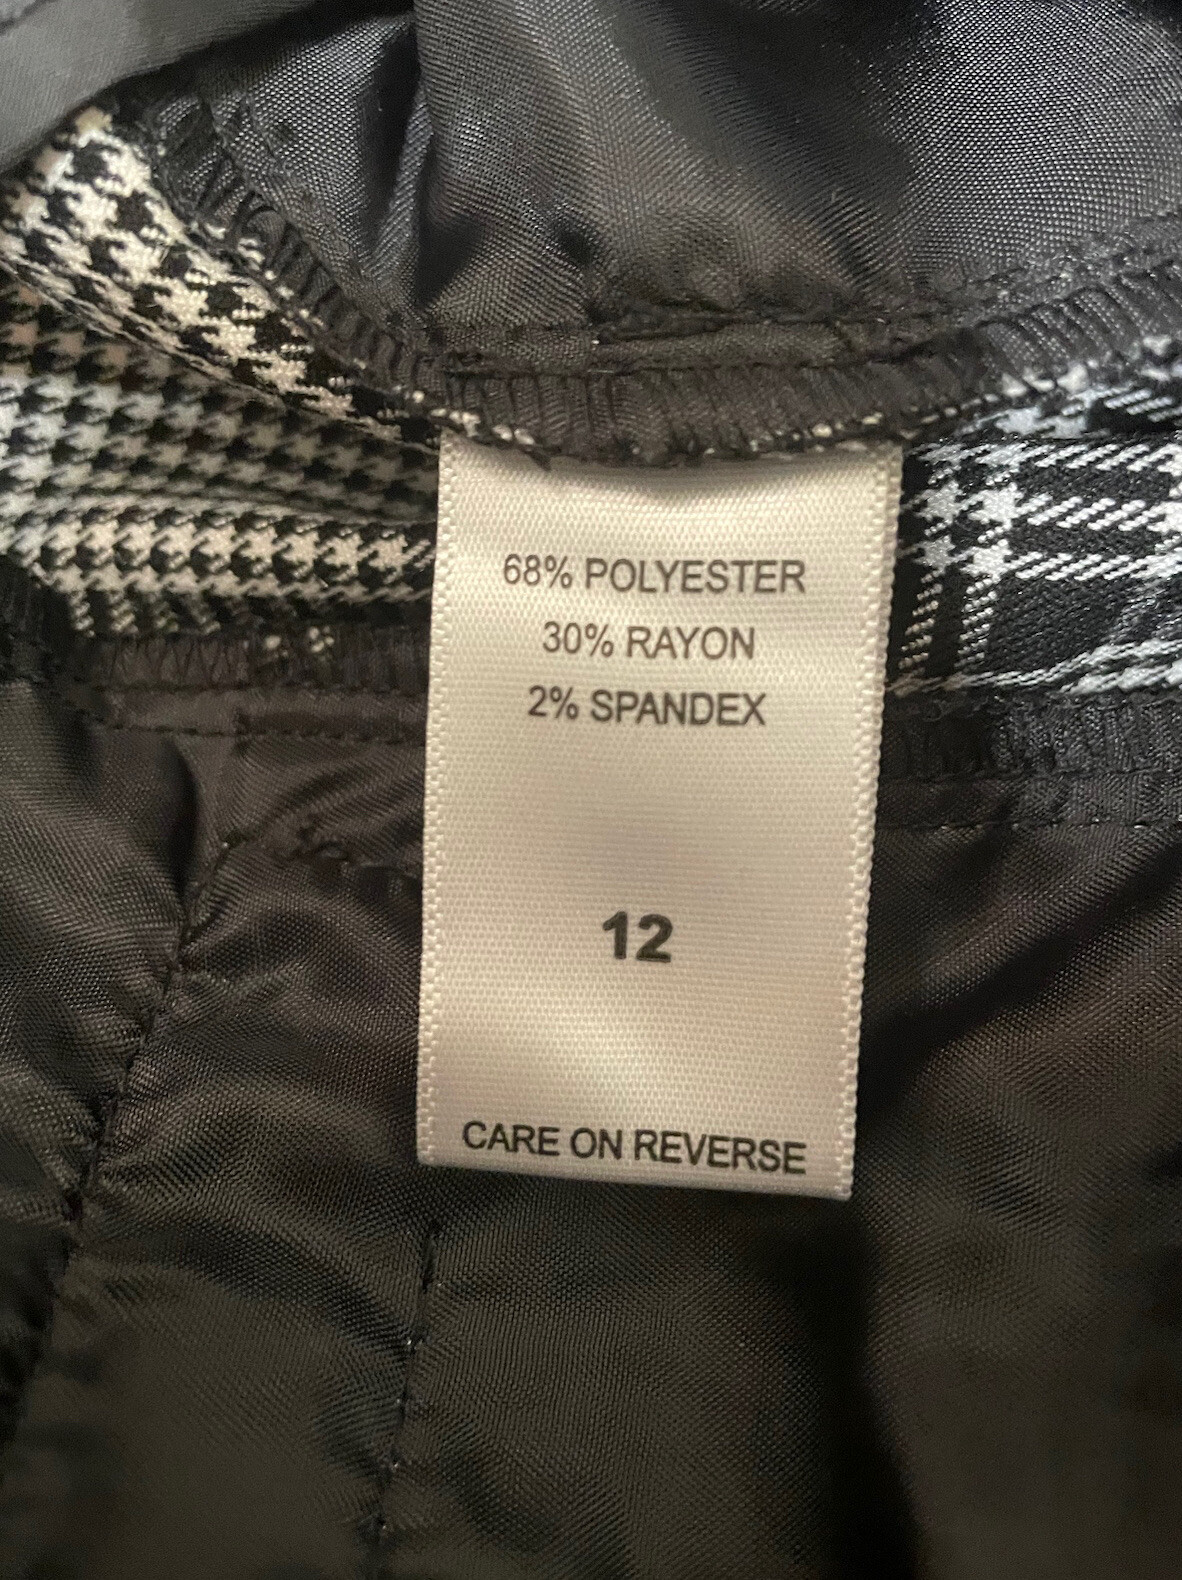 68% POLYESTER
30% RAYON
2% SPANDEX
12
CARE ON REVERSE